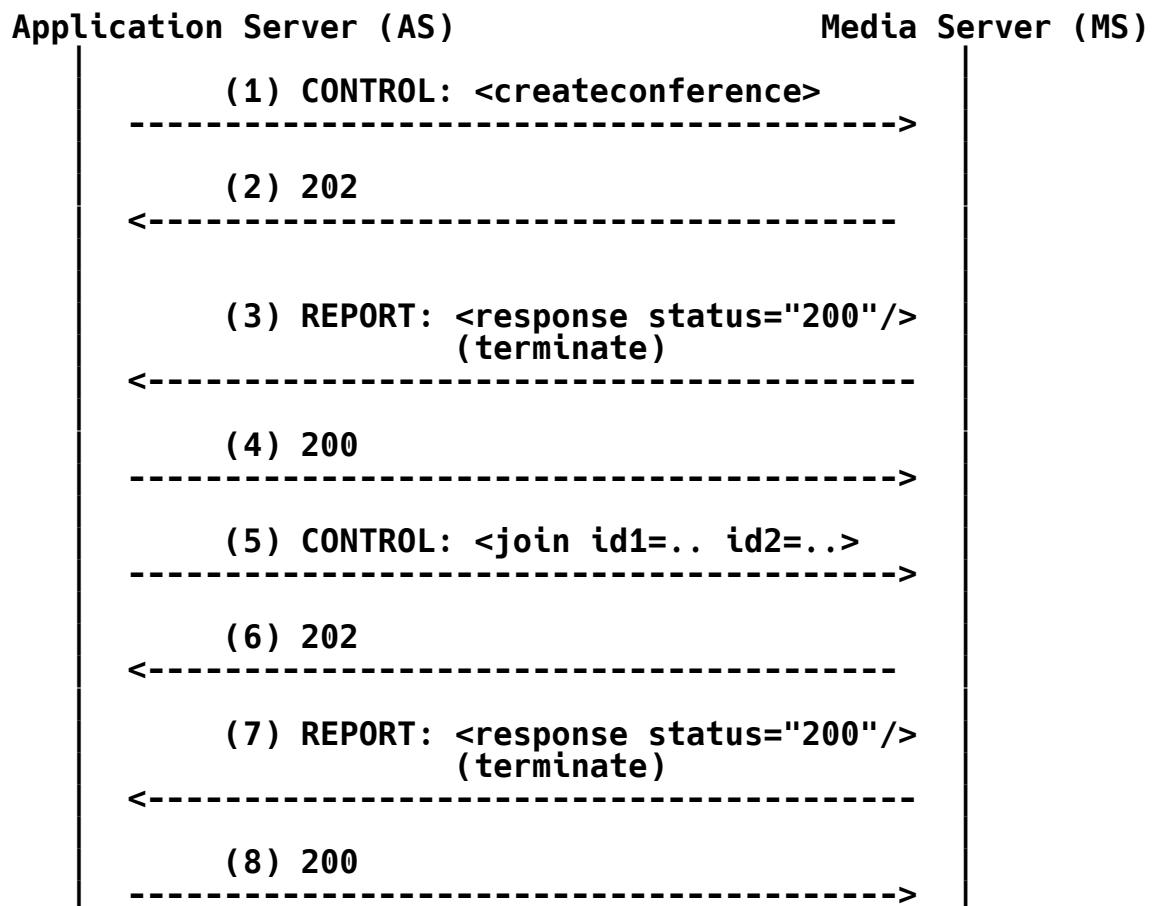 Application Server (AS) Media Server (MS)
(1) CONTROL: <createconference>
---------------------------------------->
(2) 202
<---------------------------------------
(3) REPORT: <response status="200"/>
(terminate)
<----------------------------------------
(4) 200
---------------------------------------->
(5) CONTROL: <join id1=.. id2=..>
---------------------------------------->
(6) 202
<---------------------------------------
(7) REPORT: <response status="200"/>
(terminate)
<----------------------------------------
(8) 200
---------------------------------------->